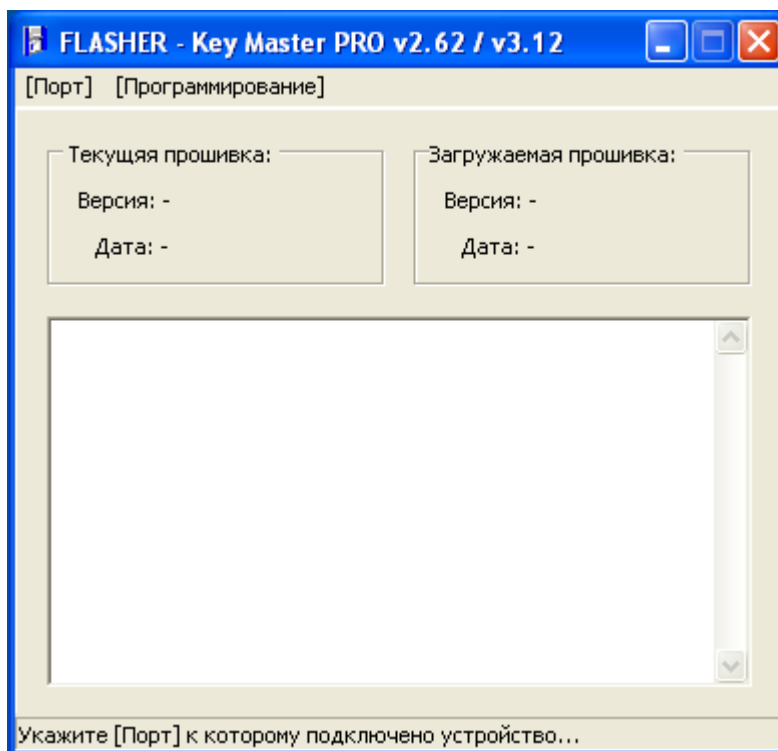 FLASHER - Key Master PRO v2.62 / v3.12
[Порт] [Программирование]
Текущяя прошивка:
Версия: -
Дата: -
Загружаемая прошивка:
Версия: -
Дата: -
Укажите [Порт] к которому подключено устройство...